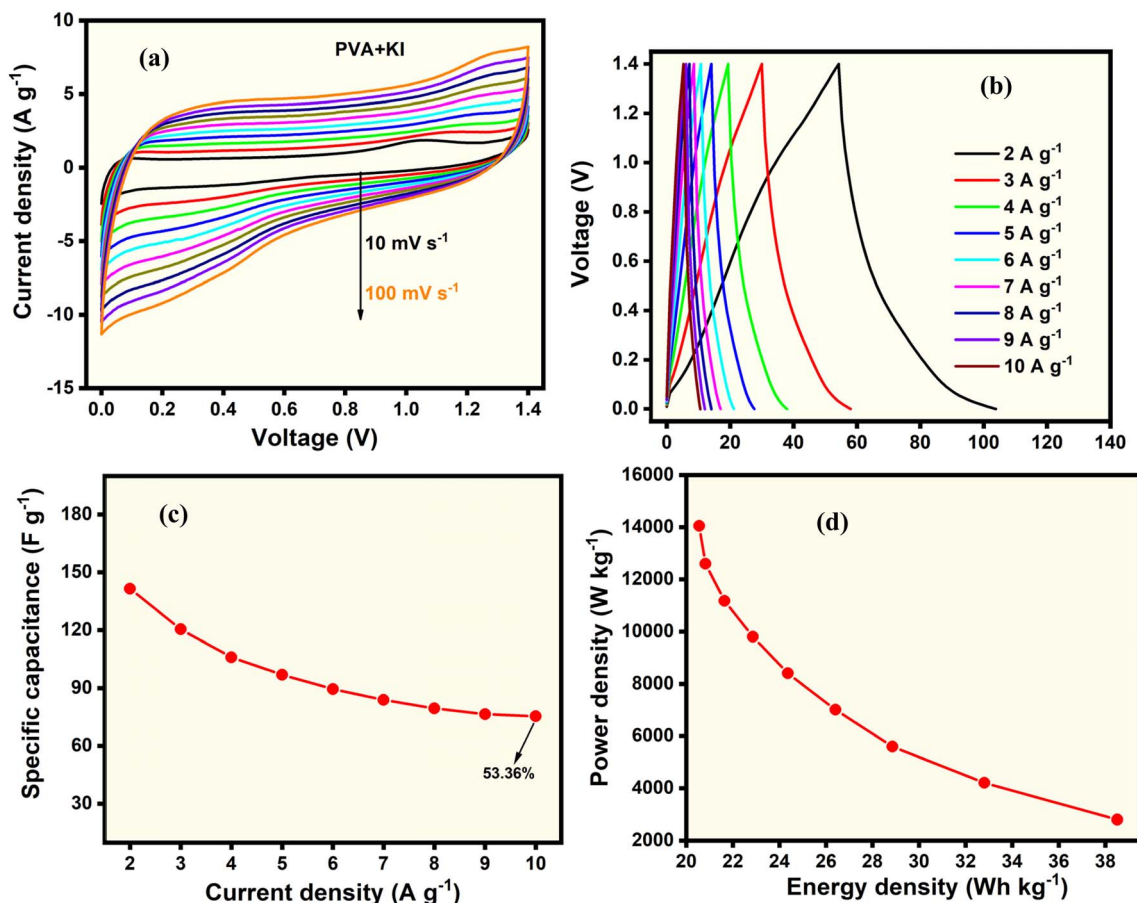 (a)
PVA+KI
10 mV s⁻¹
100 mV s⁻¹
10
5
0
-5
-10
-15
Current density (A g⁻¹)
0.0 0.2 0.4 0.6 0.8 1.0 1.2 1.4
Voltage (V)
(b)
2 A g⁻¹
3 A g⁻¹
4 A g⁻¹
5 A g⁻¹
6 A g⁻¹
7 A g⁻¹
8 A g⁻¹
9 A g⁻¹
10 A g⁻¹
1.4
1.2
1.0
0.8
0.6
0.4
0.2
0.0
Voltage (V)
0 20 40 60 80 100 120 140
(c)
180
150
120
90
60
30
Specific capacitance (F g⁻¹)
53.36%
2 3 4 5 6 7 8 9 10
Current density (A g⁻¹)
(d)
16000
14000
12000
10000
8000
6000
4000
2000
Power density (W kg⁻¹)
20 22 24 26 28 30 32 34 36 38
Energy density (Wh kg⁻¹)